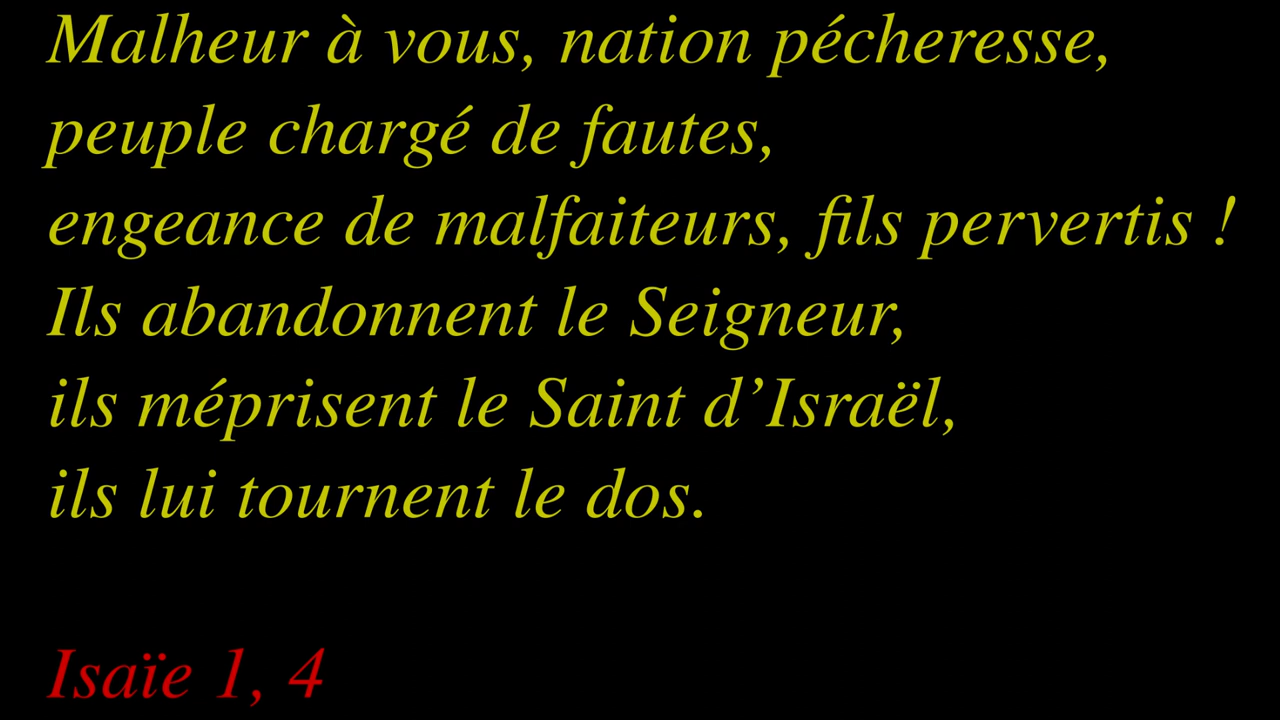 Malheur à vous, nation pécheresse,
peuple chargé de fautes,
engeance de malfaiteurs, fils pervertis !
Ils abandonnent le Seigneur,
ils méprisent le Saint d’Israël,
ils lui tournent le dos.
Isaïe 1, 4